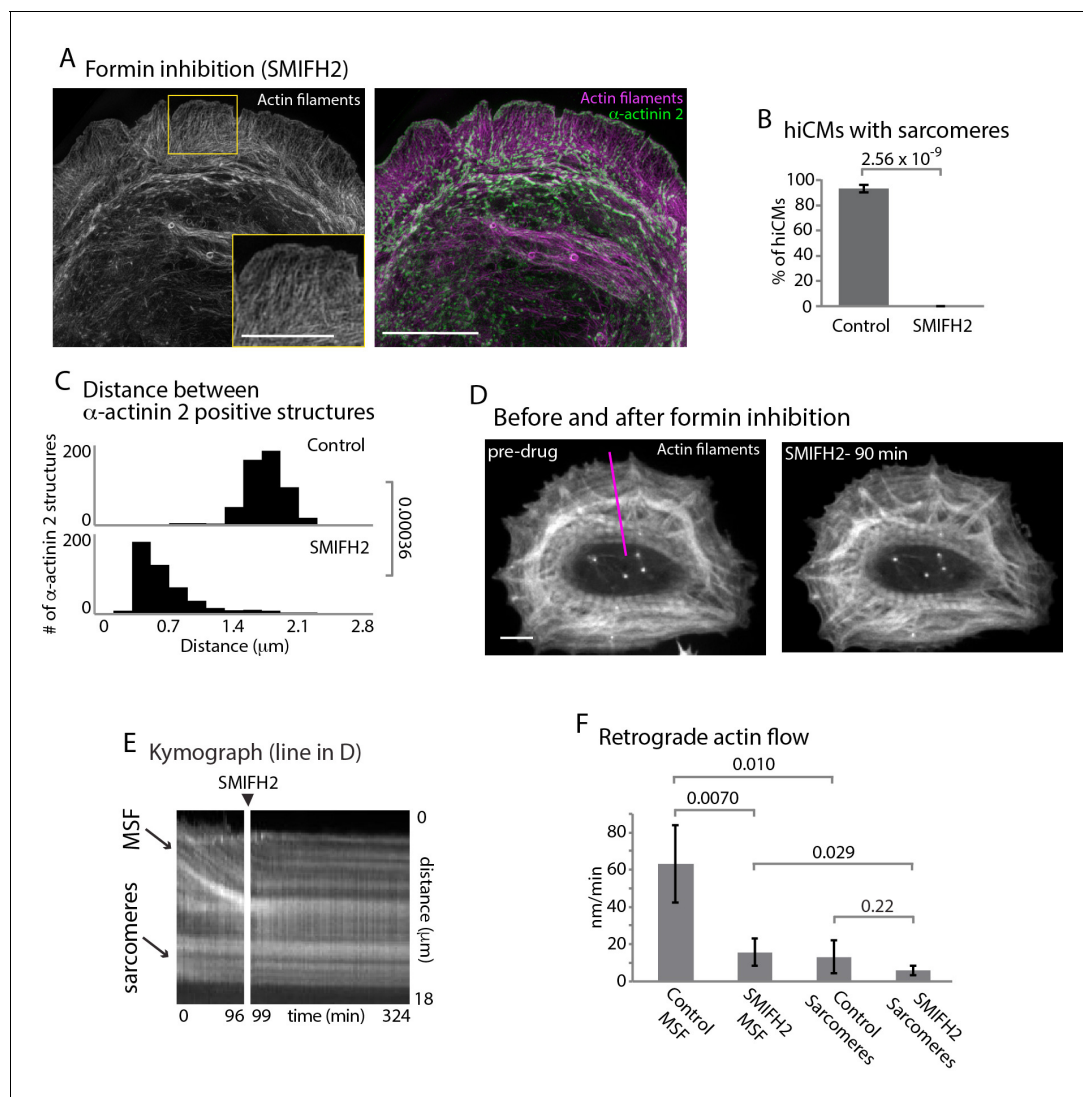 A Formin inhibition (SMIFH2)
Actin filaments
Actin filaments
α-actinin 2
B hiCMs with sarcomeres
2.56 x 10-9
% of hiCMs
100
80
60
40
20
0
Control SMIFH2
C Distance between
α-actinin 2 positive structures
# of α-actinin 2 structures
Control
200
0
SMIFH2
200
0
0.00036
0 0.7 1.4 2.1 2.8
Distance (μm)
D Before and after formin inhibition
pre-drug Actin filaments
SMIFH2- 90 min
E Kymograph (line in D)
SMIFH2
MSF
sarcomeres
0
distance (μm)
18
0 96 99 time (min) 324
F Retrograde actin flow
0.010
0.0070
0.029
0.22
nm/min
80
60
40
20
0
Control
MSF
SMIFH2
MSF
Control
Sarcomeres
SMIFH2
Sarcomeres